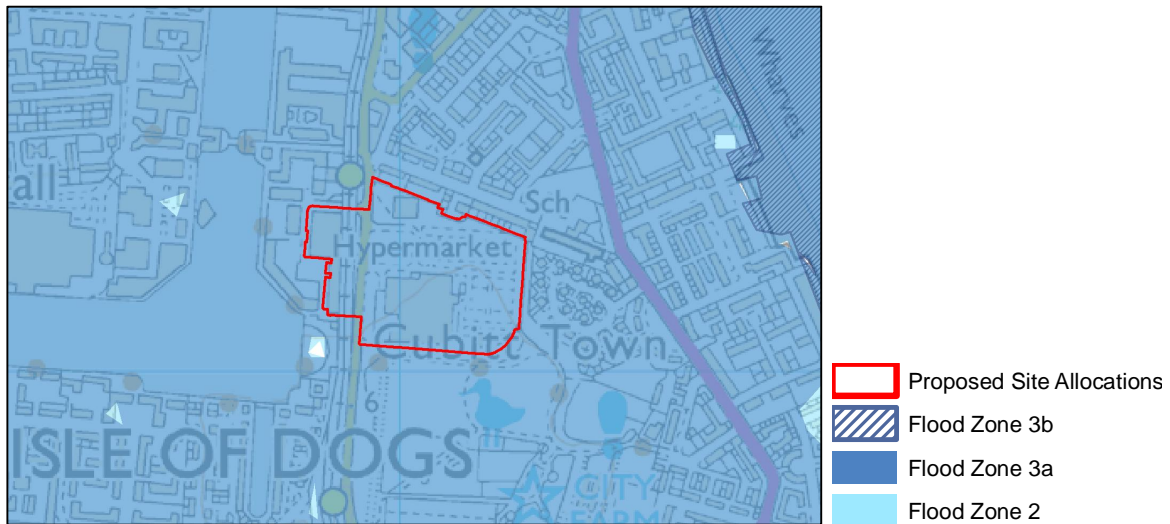 Wharves
all
Sch
Hypermarket
Cubitt Town
6
ISLE OF DOGS
CITY
FARM
Proposed Site Allocations
Flood Zone 3b
Flood Zone 3a
Flood Zone 2